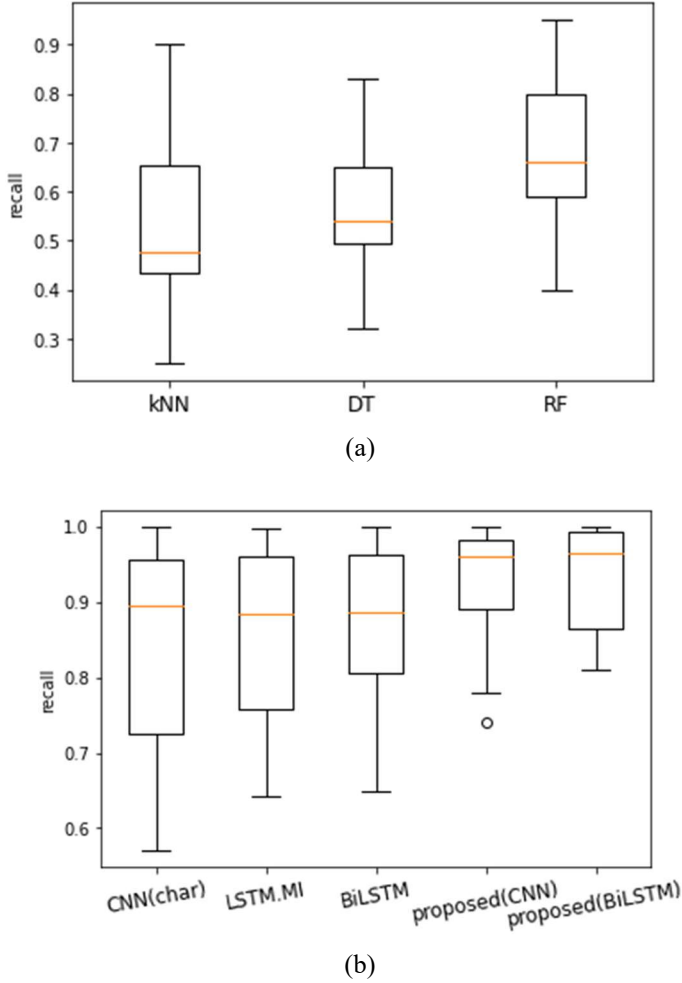 0.9
0.8
0.7
0.6
0.5
0.4
0.3
recall
kNN DT RF
(a)
1.0
0.9
0.8
0.7
0.6
recall
CNN(char) LSTM.MI BiLSTM proposed(CNN) proposed(BiLSTM)
(b)